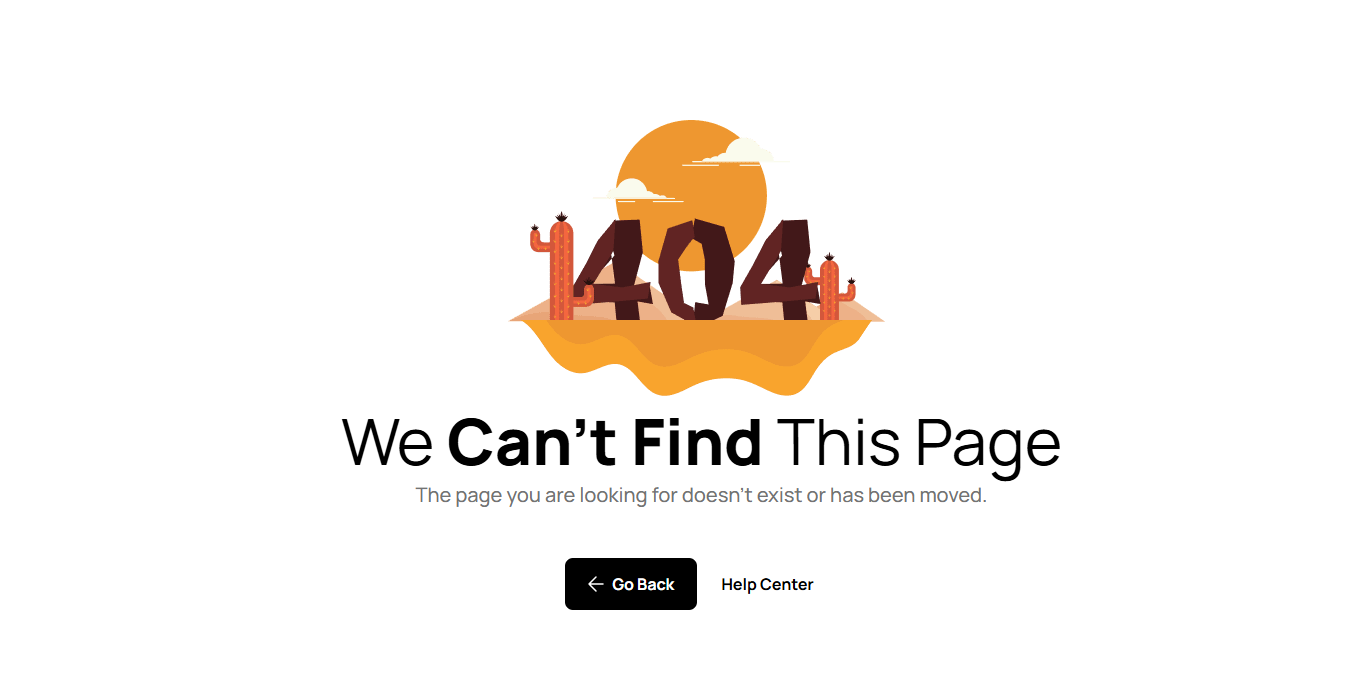 404
We Can’t Find This Page
The page you are looking for doesn’t exist or has been moved.
Go Back
Help Center